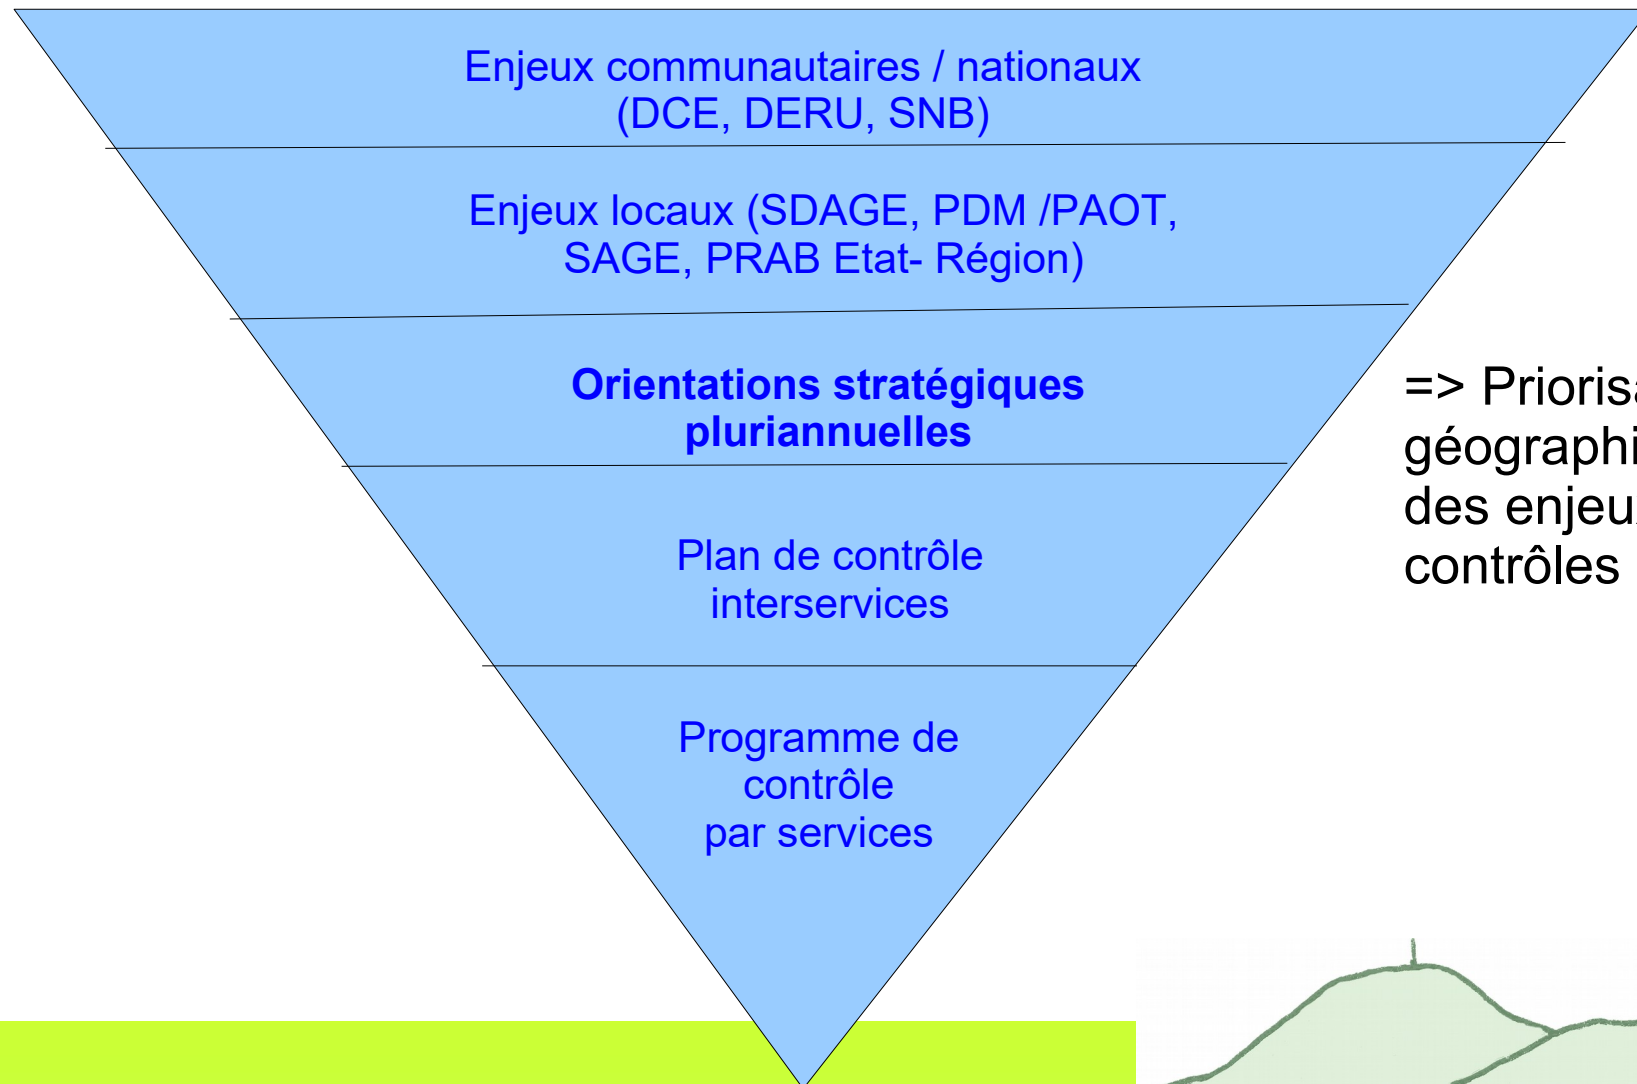 Enjeux communautaires / nationaux
(DCE, DERU, SNB)
Enjeux locaux (SDAGE, PDM /PAOT,
SAGE, PRAB Etat- Région)
Orientations stratégiques
pluriannuelles
Plan de contrôle
interservices
Programme de
contrôle
par services
=>
des
contrôles